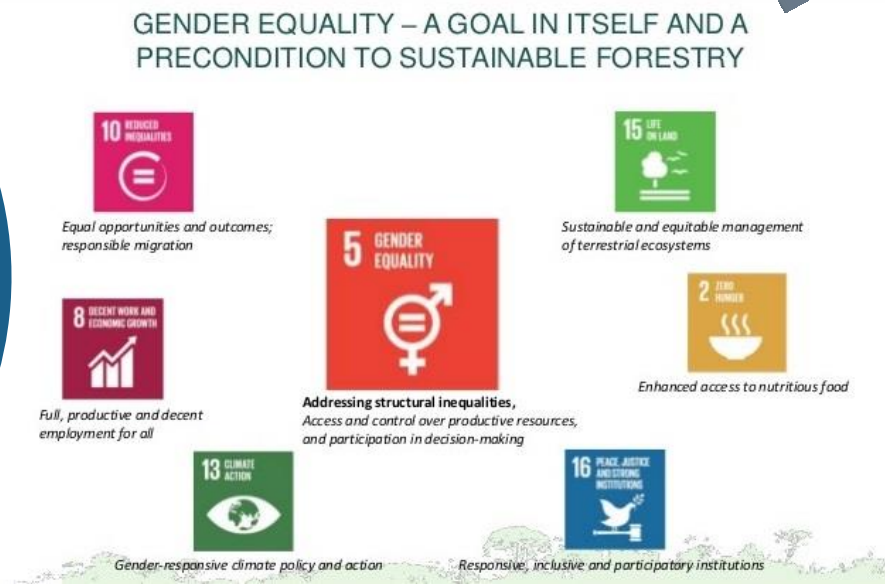 GENDER EQUALITY – A GOAL IN ITSELF AND A
PRECONDITION TO SUSTAINABLE FORESTRY
10 REDUCED
INEQUALITIES
Equal opportunities and outcomes;
responsible migration
15 LIFE
ON LAND
Sustainable and equitable management
of terrestrial ecosystems
5 GENDER
EQUALITY
Addressing structural inequalities,
Access and control over productive resources,
and participation in decision-making
8 DECENT WORK AND
ECONOMIC GROWTH
Full, productive and decent
employment for all
2 ZERO
HUNGER
Enhanced access to nutritious food
13 CLIMATE
ACTION
Gender-responsive climate policy and action
16 PEACE, JUSTICE
AND STRONG
INSTITUTIONS
Responsive, inclusive and participatory institutions